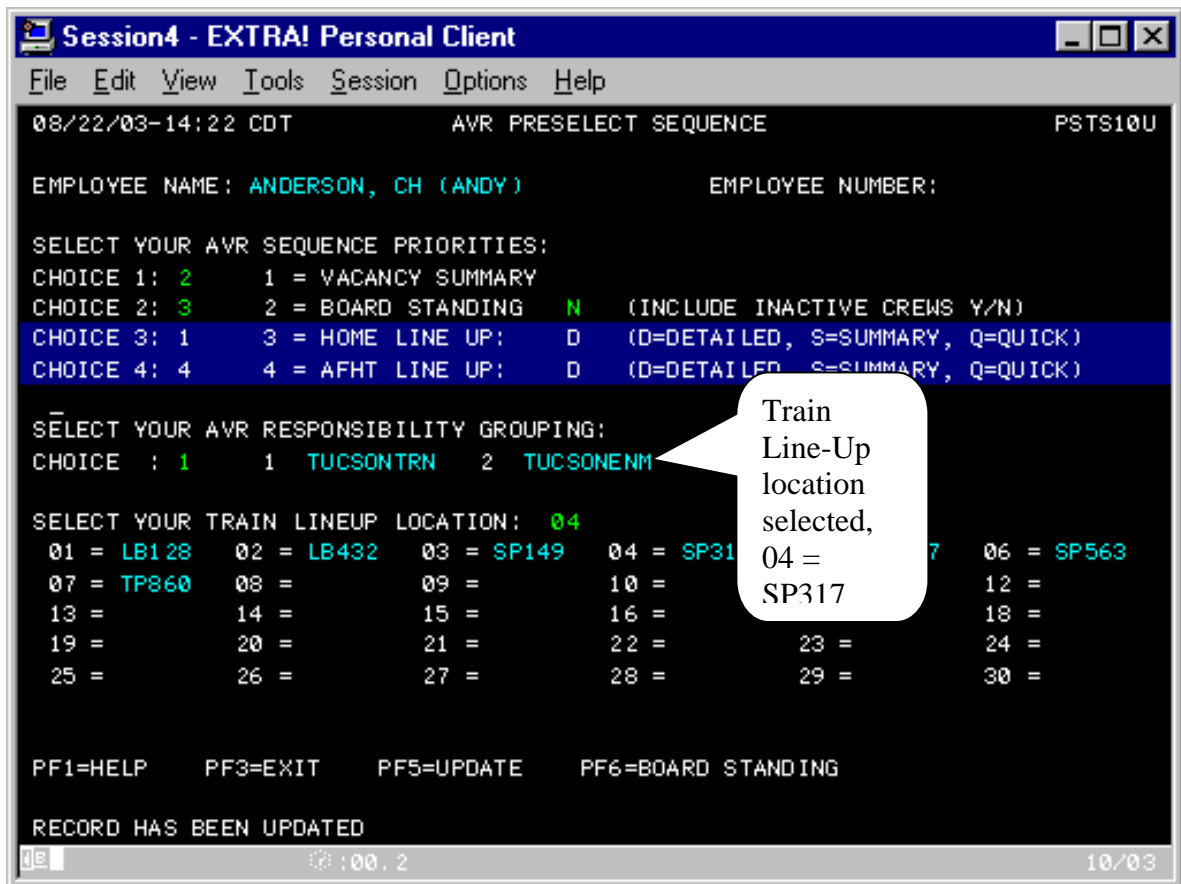 Session4 - EXTRA! Personal Client
File Edit View Tools Session Options Help
08/22/03-14:22 CDT AVR PRESELECT SEQUENCE PSTS10U
EMPLOYEE NAME: ANDERSON, CH (ANDY) EMPLOYEE NUMBER:
SELECT YOUR AVR SEQUENCE PRIORITIES:
CHOICE 1: 2 1 = VACANCY SUMMARY
CHOICE 2: 3 2 = BOARD STANDING N (INCLUDE INACTIVE CREWS Y/N)
CHOICE 3: 1 3 = HOME LINE UP: D (D=DETAILED, S=SUMMARY, Q=QUICK)
CHOICE 4: 4 4 = AFHT LINE UP: D (D=DETAILED, S=SUMMARY, Q=QUICK)
SELECT YOUR AVR RESPONSIBILITY GROUPING:
CHOICE : 1 1 TUCSONTRN 2 TUCSONENM
SELECT YOUR TRAIN LINEUP LOCATION: 04
01 = LB128 02 = LB432 03 = SP149 04 = SP31 7 06 = SP563
07 = TP860 08 = 09 = 10 = 12 =
13 = 14 = 15 = 16 = 18 =
19 = 20 = 21 = 22 = 23 = 24 =
25 = 26 = 27 = 28 = 29 = 30 =
Train
Line-Up
location
selected,
04 =
SP317
PF1=HELP PF3=EXIT PF5=UPDATE PF6=BOARD STANDING
RECORD HAS BEEN UPDATED
:00.2 10/03